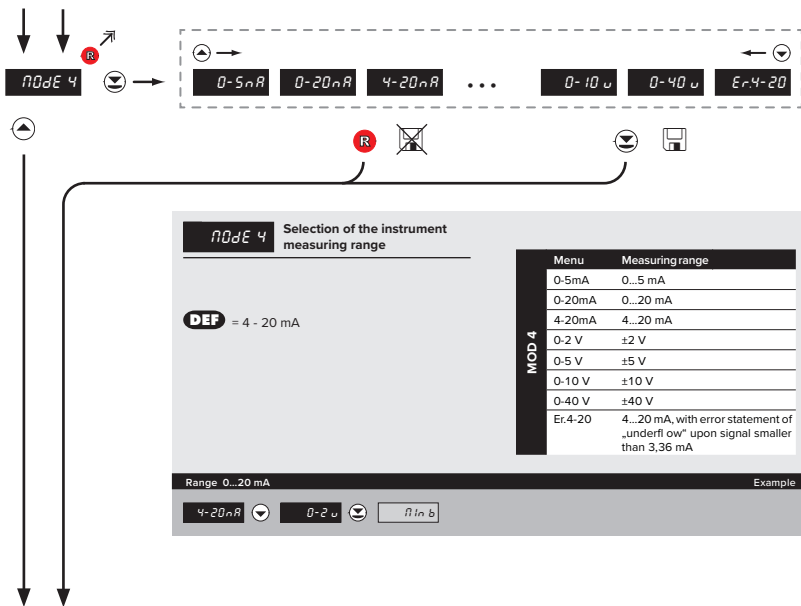 R
MODE 4
0-5mA 0-20mA 4-20mA ... 0-10 V 0-40 V Er.4-20
R
MODE 4
Selection of the instrument
measuring range
DEF = 4 - 20 mA
MOD 4
Menu Measuring range
0-5mA 0...5 mA
0-20mA 0...20 mA
4-20mA 4...20 mA
0-2 V ±2 V
0-5 V ±5 V
0-10 V ±10 V
0-40 V ±40 V
Er.4-20 4...20 mA, with error statement of
„underfl ow“ upon signal smaller
than 3,36 mA
Range 0...20 mA Example
4-20mA 0-2 V Min b